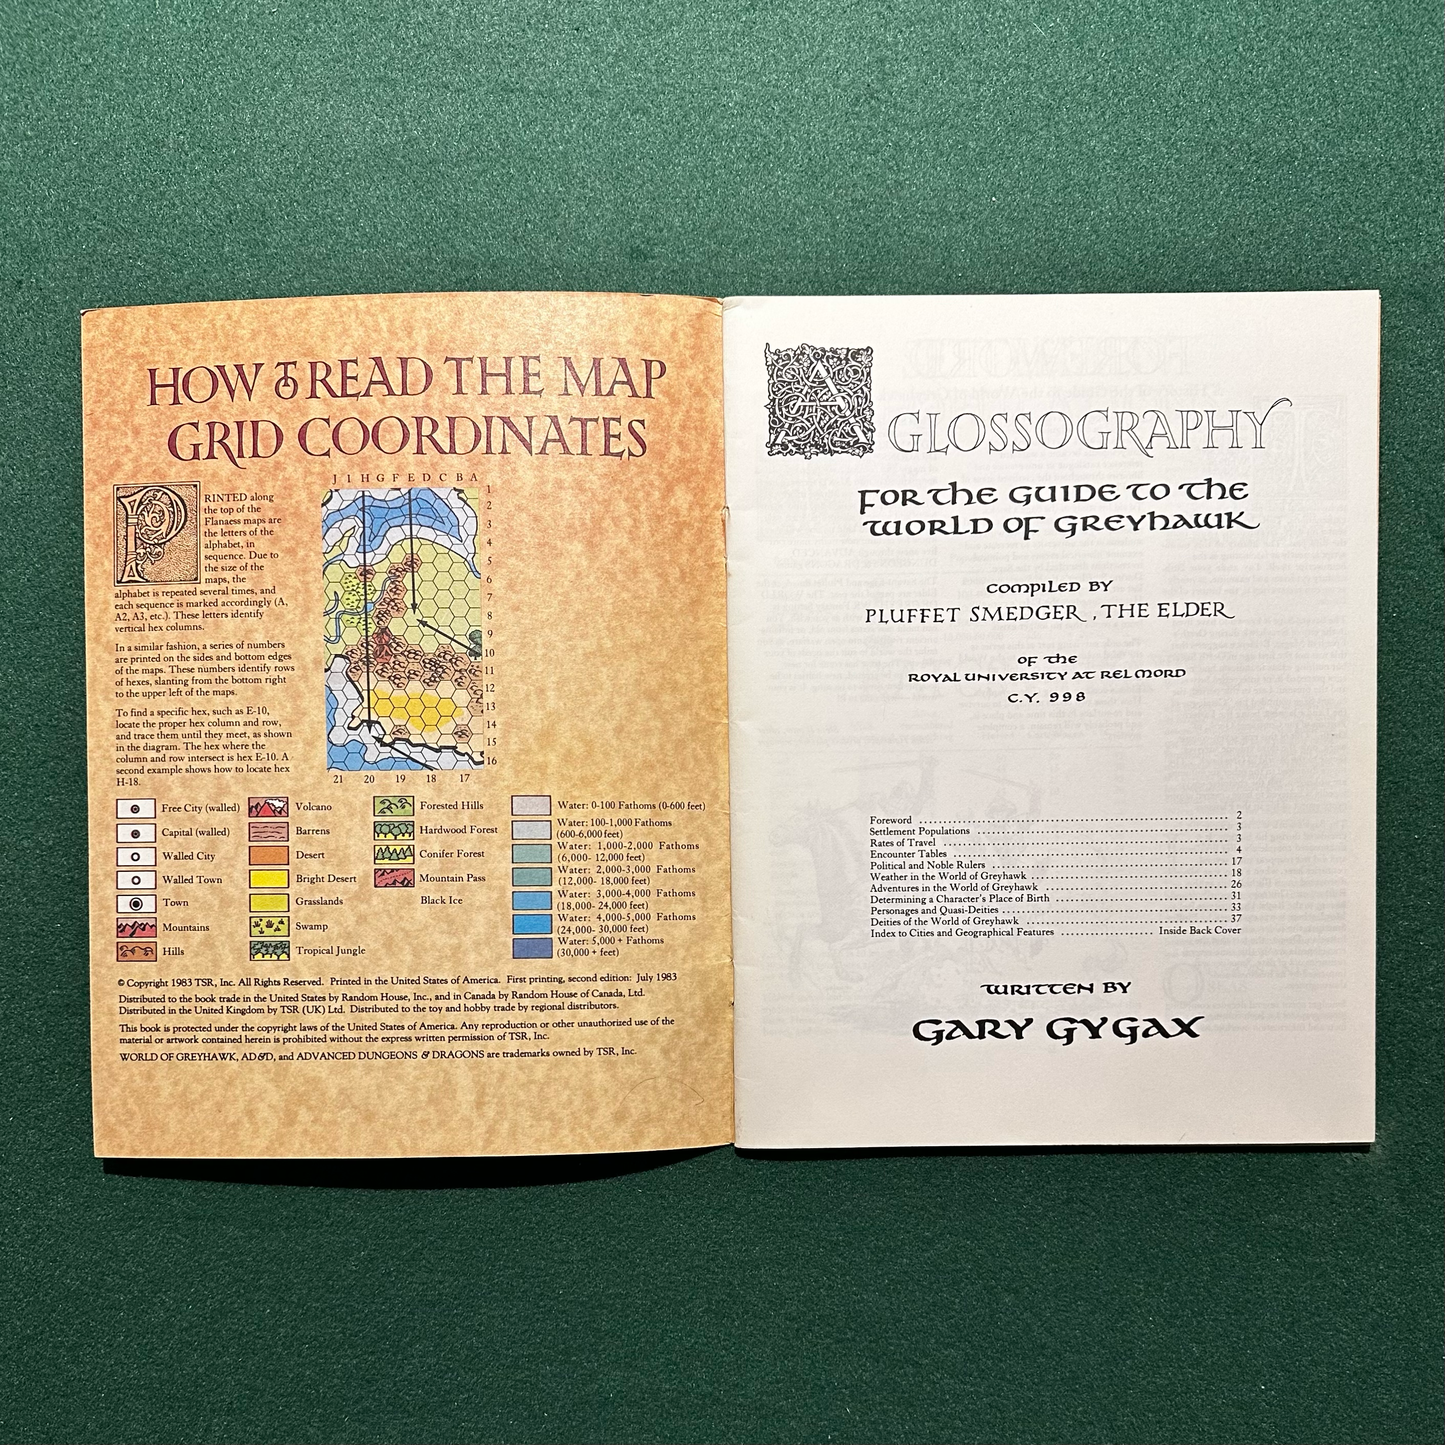 HOW TO READ THE MAP
GRID COORDINATES
J I H G F E D C B A
1
2
3
4
5
6
7
8
9
10
11
12
13
14
15
16
21 20 19 18 17
PRINTED along
the top of the
Flanaess maps are
the letters of the
alphabet, in
sequence. Due to
the size of the
maps, the
alphabet is repeated several times, and
each sequence is marked accordingly (A,
A2, A3, etc.). These letters identify
vertical hex columns.
In a similar fashion, a series of numbers
are printed on the sides and bottom edges
of the maps. These numbers identify rows
of hexes, slanting from the bottom right
to the upper left of the maps.
To find a specific hex, such as E-10,
locate the proper hex column and row,
and trace them until they meet, as shown
in the diagram. The hex where the
column and row intersect is hex E-10. A
second example shows how to locate hex
H-18.
Free City (walled)
Capital (walled)
Walled City
Walled Town
Town
Mountains
Hills
Volcano
Barrens
Desert
Bright Desert
Grasslands
Swamp
Tropical Jungle
Forested Hills
Hardwood Forest
Conifer Forest
Mountain Pass
Black Ice
Water: 0-100 Fathoms (0-600 feet)
Water: 100-1,000 Fathoms
(600-6,000 feet)
Water: 1,000-2,000 Fathoms
(6,000- 12,000 feet)
Water: 2,000-3,000 Fathoms
(12,000- 18,000 feet)
Water: 3,000-4,000 Fathoms
(18,000- 24,000 feet)
Water: 4,000-5,000 Fathoms
(24,000- 30,000 feet)
Water: 5,000 + Fathoms
(30,000 + feet)
© Copyright 1983 TSR, Inc. All Rights Reserved. Printed in the United States of America. First printing, second edition: July 1983
Distributed to the book trade in the United States by Random House, Inc., and in Canada by Random House of Canada, Ltd.
Distributed in the United Kingdom by TSR (UK) Ltd. Distributed to the toy and hobby trade by regional distributors.
This book is protected under the copyright laws of the United States of America. Any reproduction or other unauthorized use of the
material or artwork contained herein is prohibited without the express written permission of TSR, Inc.
WORLD OF GREYHAWK, AD&D, and ADVANCED DUNGEONS & DRAGONS are trademarks owned by TSR, Inc.
A GLOSSOGRAPHY
FOR THE GUIDE TO THE
WORLD OF GREYHAWK
COMPILED BY
PLUFFET SMEDGER, THE ELDER
OF THE
ROYAL UNIVERSITY AT REL MORD
C.Y. 998
Foreword 2
Settlement Populations 3
Rates of Travel 3
Encounter Tables 4
Political and Noble Rulers 17
Weather in the World of Greyhawk 18
Adventures in the World of Greyhawk 26
Determining a Character's Place of Birth 31
Personages and Quasi-Deities 33
Deities of the World of Greyhawk 37
Index to Cities and Geographical Features Inside Back Cover
WRITTEN BY
GARY GYGAX